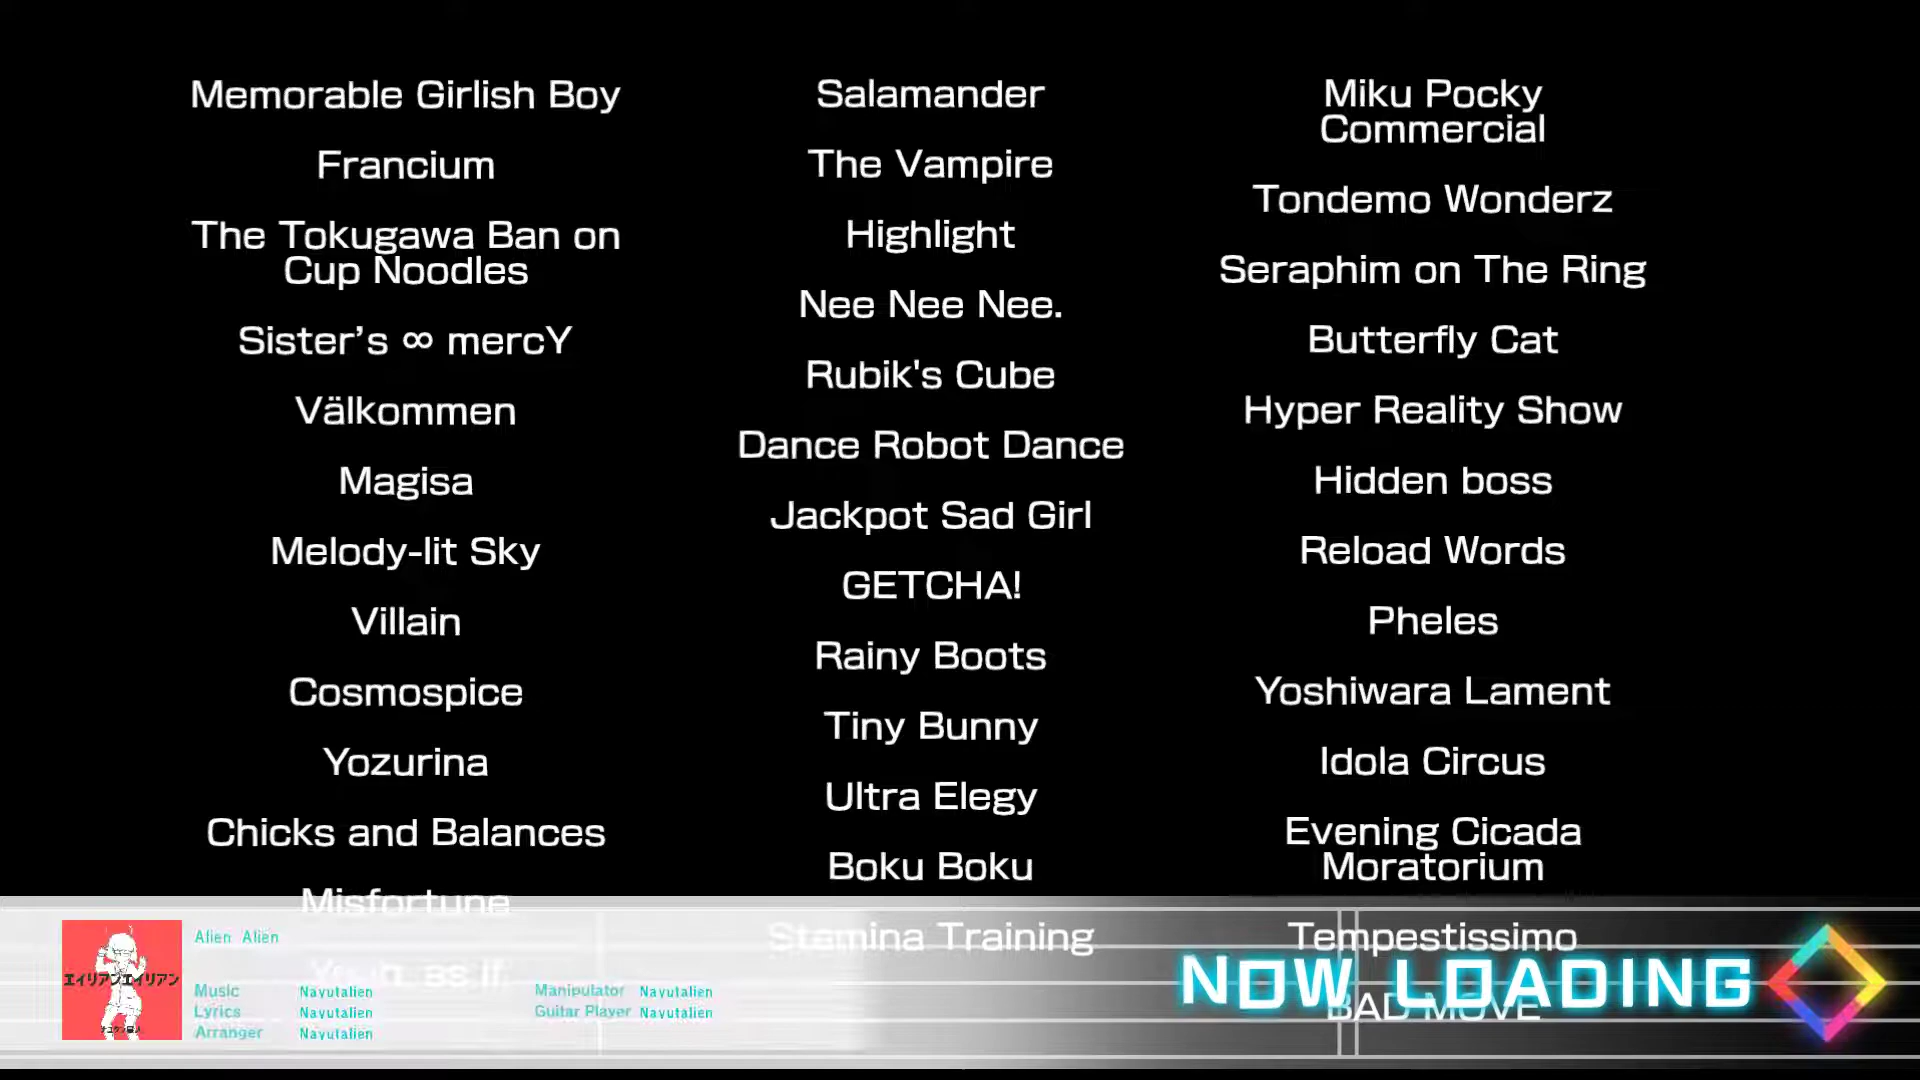 Memorable Girlish Boy
Francium
The Tokugawa Ban on
Cup Noodles
Sister’s ∞ mercY
Välkommen
Magisa
Melody-lit Sky
Villain
Cosmospice
Yozurina
Chicks and Balances
Misfortune
Yeah, as if.
Salamander
The Vampire
Highlight
Nee Nee Nee.
Rubik's Cube
Dance Robot Dance
Jackpot Sad Girl
GETCHA!
Rainy Boots
Tiny Bunny
Ultra Elegy
Boku Boku
Stamina Training
Miku Pocky
Commercial
Tondemo Wonderz
Seraphim on The Ring
Butterfly Cat
Hyper Reality Show
Hidden boss
Reload Words
Pheles
Yoshiwara Lament
Idola Circus
Evening Cicada
Moratorium
Tempestissimo
BAD MOVE
エイリアンエイリアン
Alien Alien
Music Nayutalien
Lyrics Nayutalien
Arranger Nayutalien
Manipulator Nayutalien
Guitar Player Nayutalien
NOW LOADING